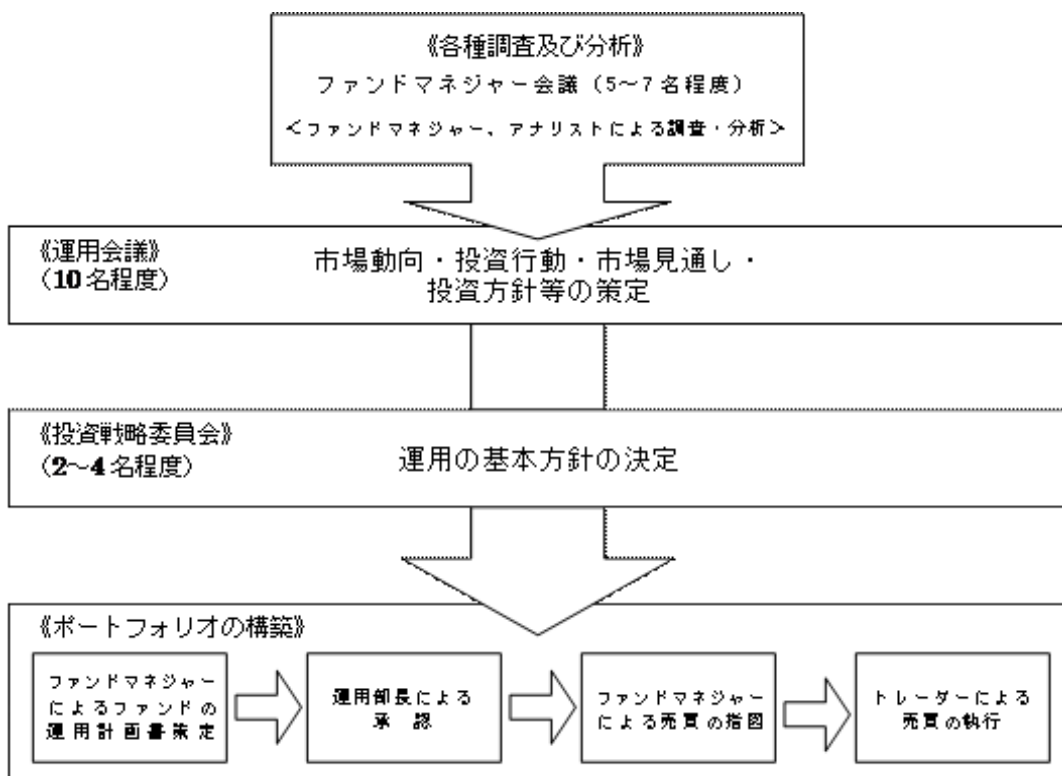 《各種調査及び分析》
ファンドマネジャー会議（5～7名程度）
＜ファンドマネジャー、アナリストによる調査・分析＞
《運用会議》
（10名程度）
市場動向・投資行動・市場見通し・
投資方針等の策定
《投資戦略委員会》
（2～4名程度）
運用の基本方針の決定
《ポートフォリオの構築》
ファンドマネジャー
によるファンドの
運用計画書策定
運用部長による
承　認
ファンドマネジャー
による売買の指図
トレーダーによる
売買の執行